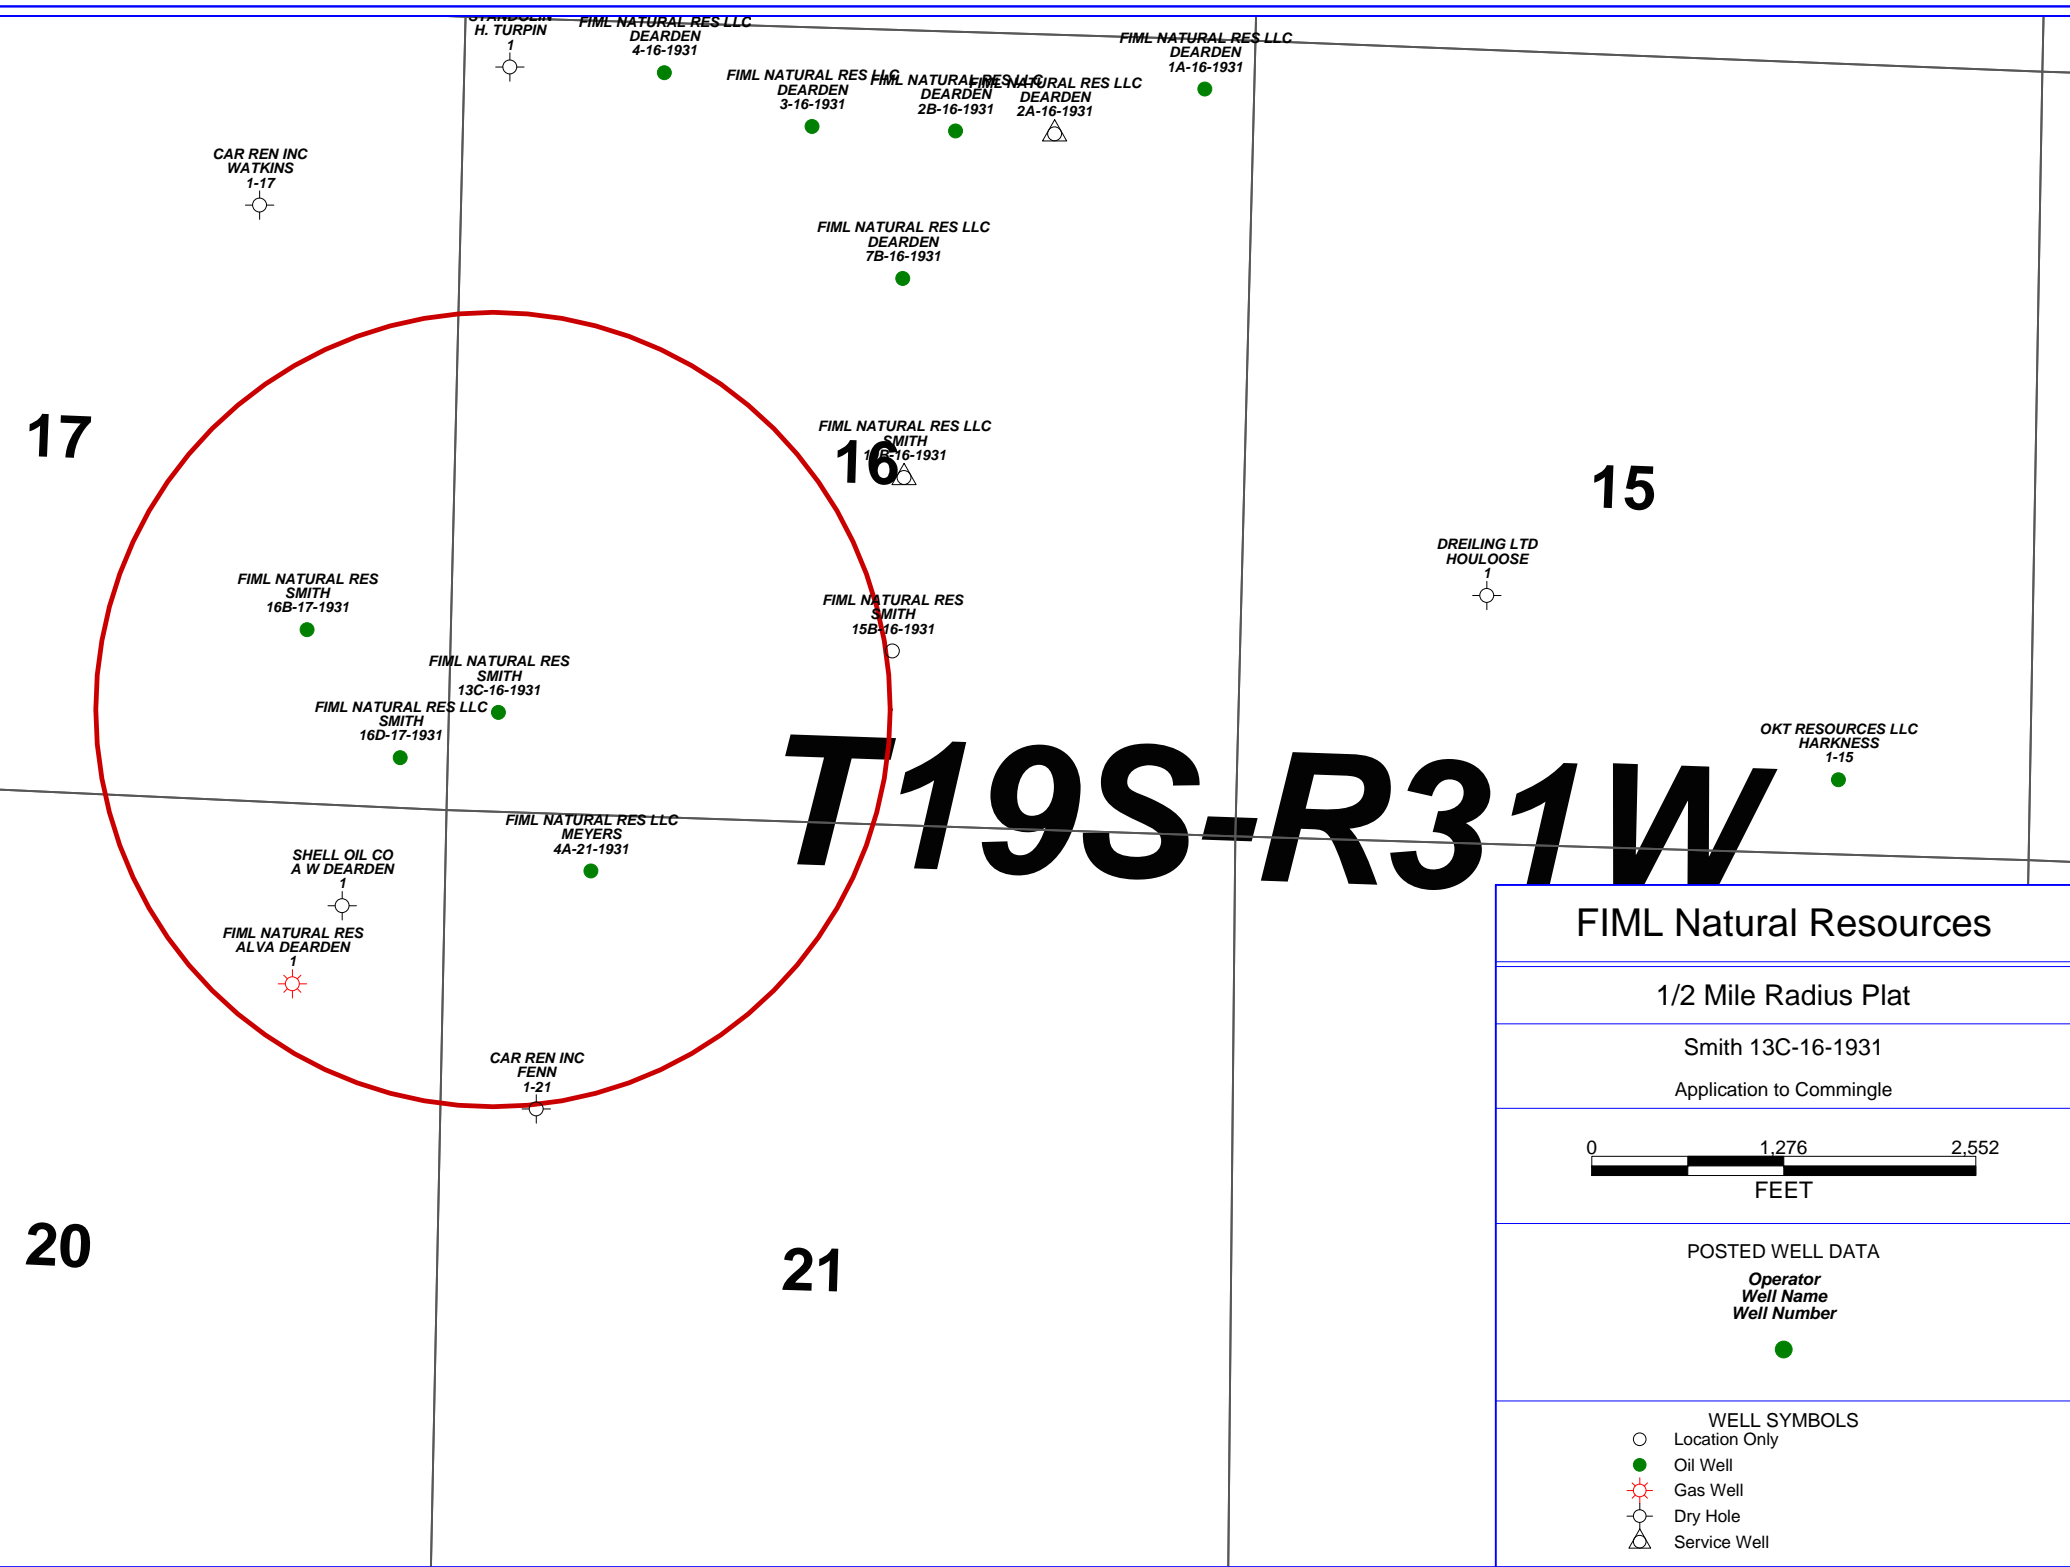 H. TURPIN
1
FIML NATURAL RES LLC
DEARDEN
4-16-1931
FIML NATURAL RES LLC
DEARDEN
1A-16-1931
FIML NATURAL RES LLC
DEARDEN
3-16-1931
FIML NATURAL RES LLC
DEARDEN
2B-16-1931
FIML NATURAL RES LLC
DEARDEN
2A-16-1931
CAR REN INC
WATKINS
1-17
FIML NATURAL RES LLC
DEARDEN
7B-16-1931
17
FIML NATURAL RES LLC
SMITH
16
15
DREILING LTD
HOULOOSE
1
FIML NATURAL RES
SMITH
16B-17-1931
FIML NATURAL RES
SMITH
15B-16-1931
FIML NATURAL RES
SMITH
13C-16-1931
FIML NATURAL RES LLC
SMITH
16D-17-1931
OKT RESOURCES LLC
HARKNESS
1-15
T19S-R31W
FIML NATURAL RES LLC
MEYERS
4A-21-1931
SHELL OIL CO
A W DEARDEN
1
FIML NATURAL RES
ALVA DEARDEN
1
CAR REN INC
FENN
1-21
20
21
FIML Natural Resources
1/2 Mile Radius Plat
Smith 13C-16-1931
Application to Commingle
0 1,276 2,552
FEET
POSTED WELL DATA
Operator
Well Name
Well Number
WELL SYMBOLS
Location Only
Oil Well
Gas Well
Dry Hole
Service Well